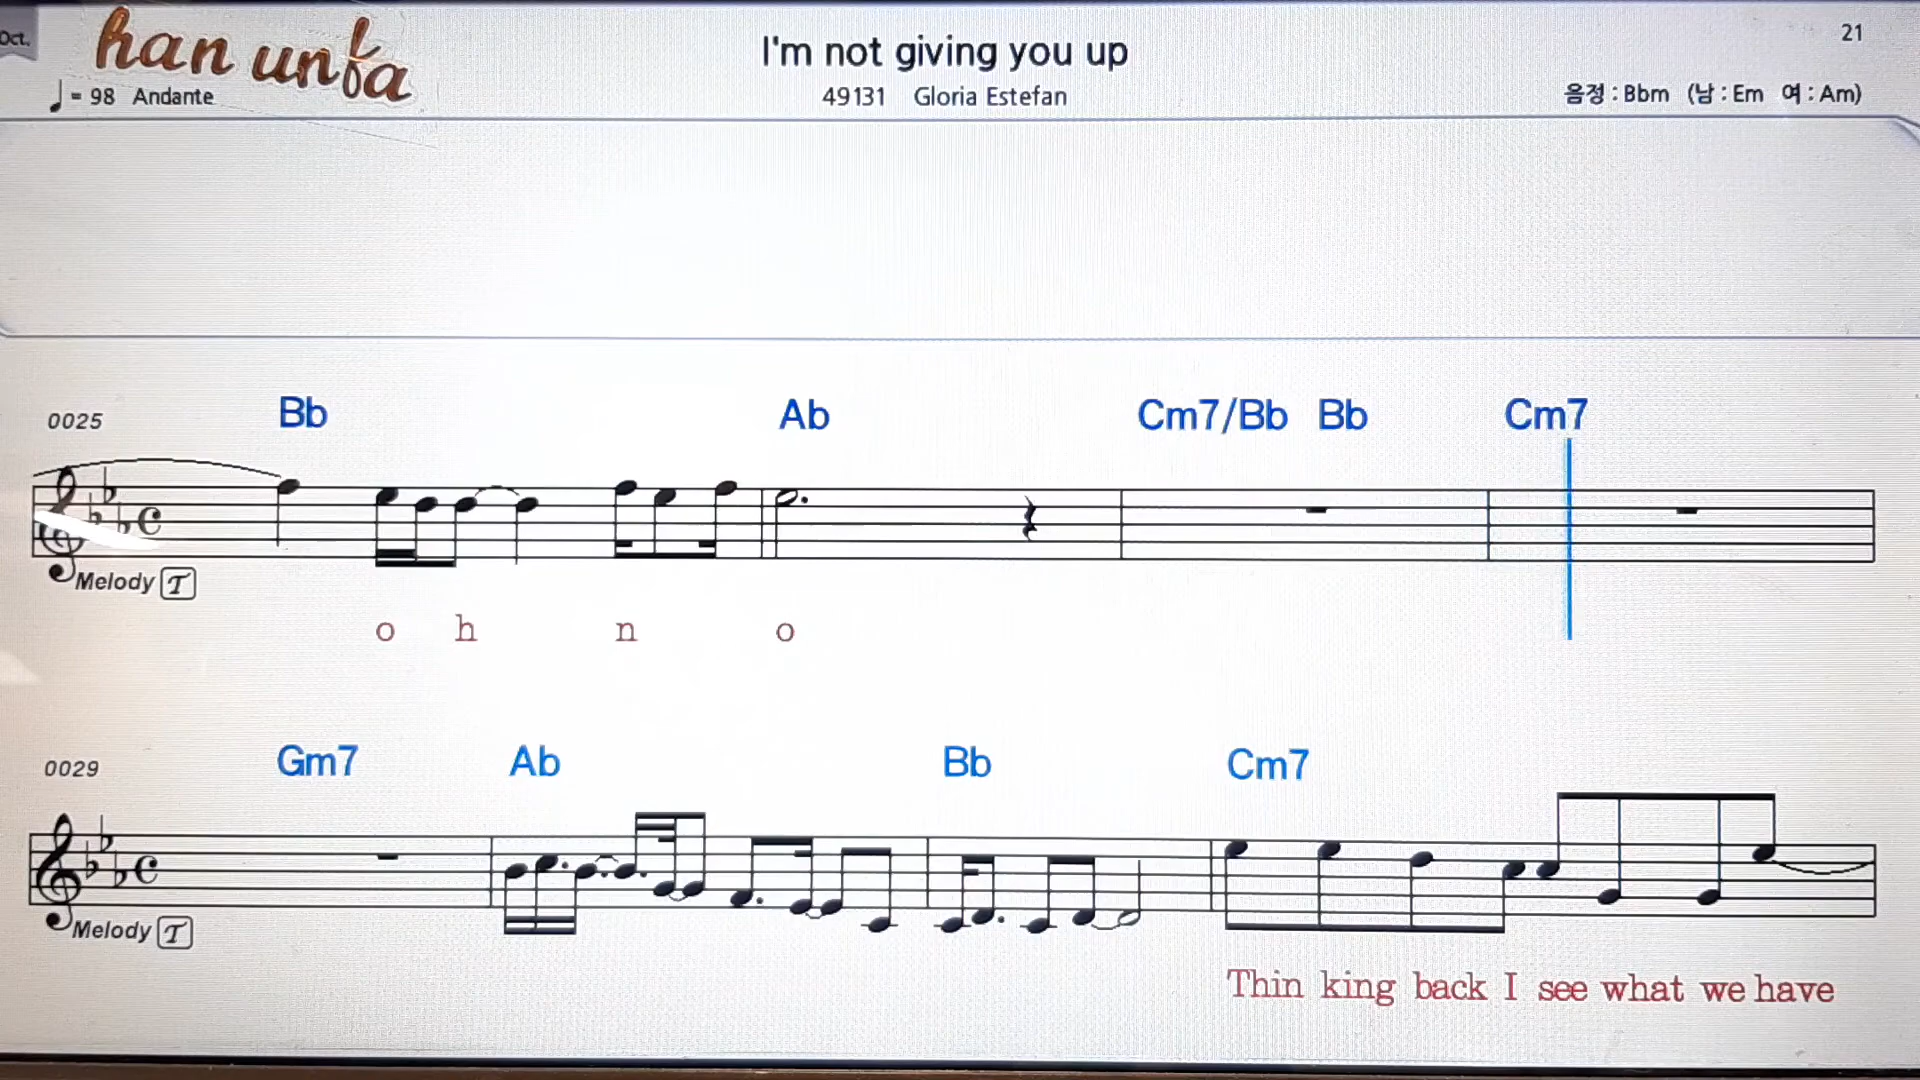 Oct.
han unfa
I'm not giving you up
21
= 98 Andante
49131 Gloria Estefan
음정 : Bbm (남 : Em 여 : Am)
0025
Bb Ab Cm7/Bb Bb Cm7
Melody T
o h n o
0029
Gm7 Ab Bb Cm7
Melody T
Thin king back I see what we have